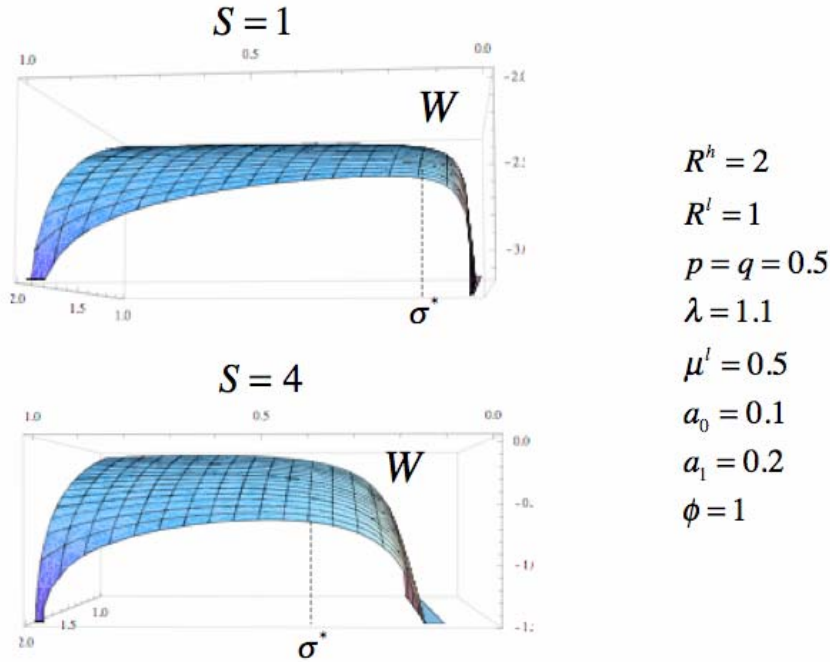 S = 1
1.0 0.5 0.0
W
2.0 1.5 1.0
σ*
S = 4
1.0 0.5 0.0
0.0
W
1.0
1.5
2.0
σ*
R^h = 2
R^l = 1
p = q = 0.5
λ = 1.1
μ^l = 0.5
a_0 = 0.1
a_1 = 0.2
ϕ = 1